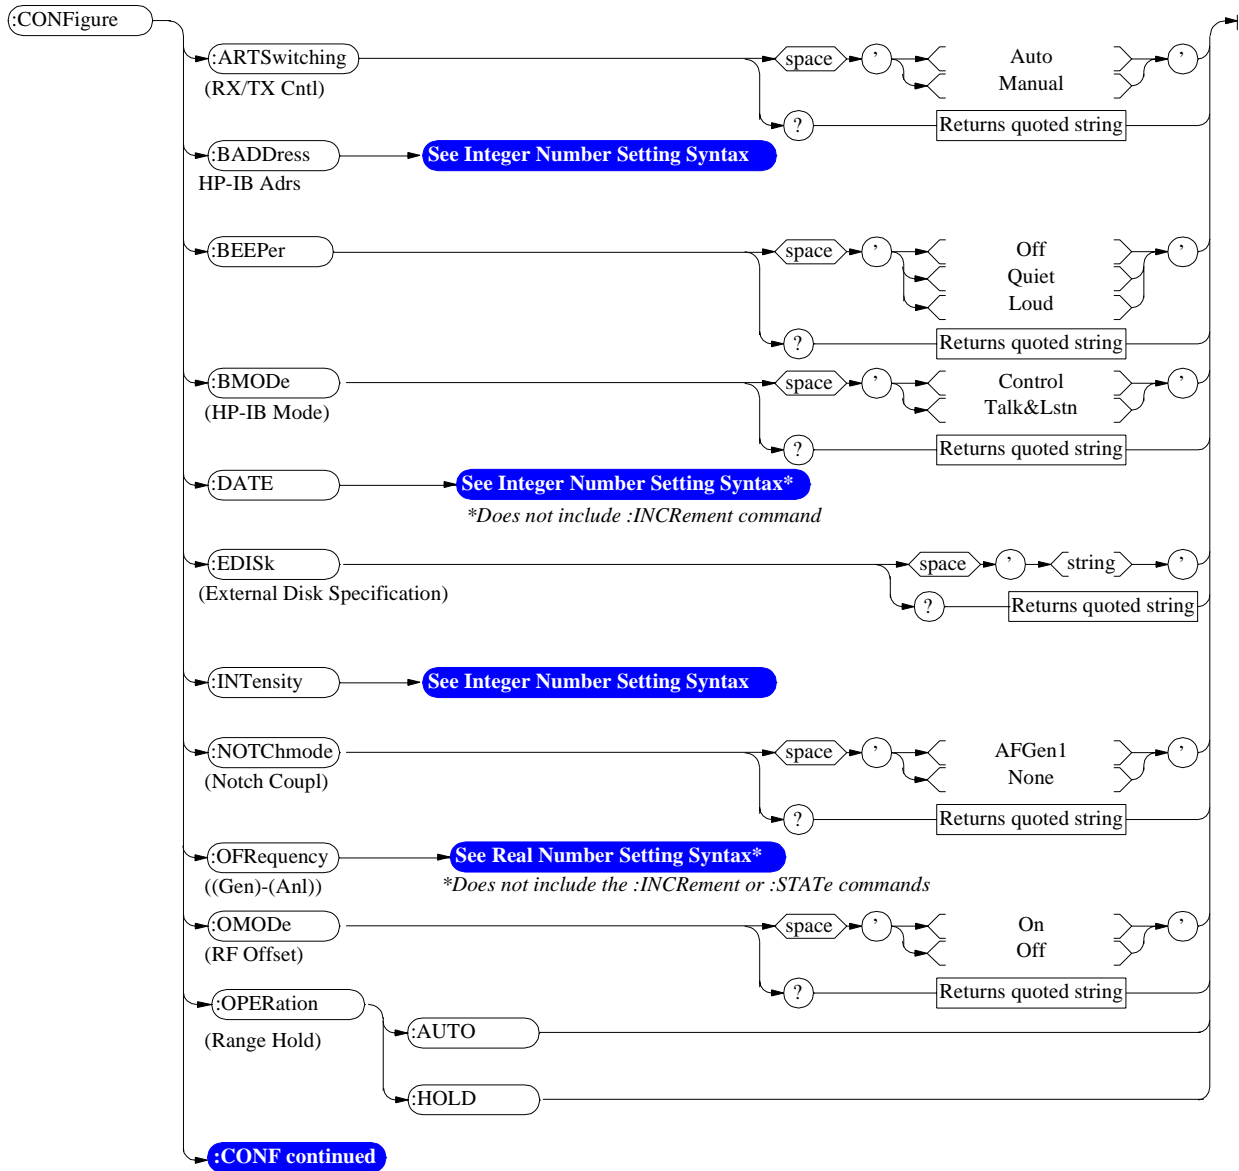 :CONFigure
:ARTSwitching
(RX/TX Cntl)
space ' Auto '
Manual
? Returns quoted string
:BADDress
HP-IB Adrs
See Integer Number Setting Syntax
:BEEPer
space ' Off '
Quiet
Loud
? Returns quoted string
:BMODe
(HP-IB Mode)
space ' Control '
Talk&Lstn
? Returns quoted string
:DATE
See Integer Number Setting Syntax*
*Does not include :INCRement command
:EDISk
(External Disk Specification)
space ' string '
? Returns quoted string
:INTensity
See Integer Number Setting Syntax
:NOTChmode
(Notch Coupl)
space ' AFGen1 '
None
? Returns quoted string
:OFRequency
((Gen)-(Anl))
See Real Number Setting Syntax*
*Does not include the :INCRement or :STATe commands
:OMODe
(RF Offset)
space ' On '
Off
? Returns quoted string
:OPERation
(Range Hold)
:AUTO
:HOLD
:CONF continued